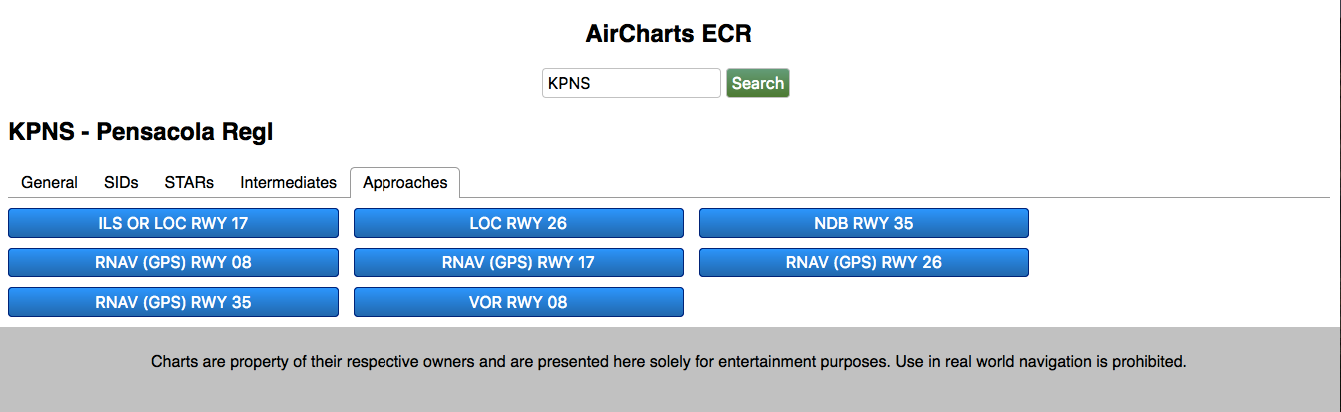 AirCharts ECR
KPNS Search
KPNS - Pensacola Regl
General SIDs STARs Intermediates Approaches
ILS OR LOC RWY 17 LOC RWY 26 NDB RWY 35
RNAV (GPS) RWY 08 RNAV (GPS) RWY 17 RNAV (GPS) RWY 26
RNAV (GPS) RWY 35 VOR RWY 08
Charts are property of their respective owners and are presented here solely for entertainment purposes. Use in real world navigation is prohibited.